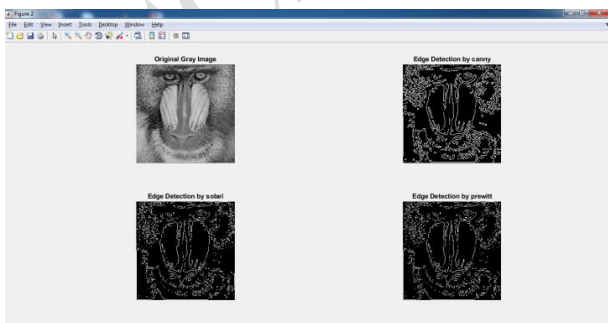 Figure 2
File Edit View Insert Tools Desktop Window Help
Original Gray Image
Edge Detection by canny
Edge Detection by sobel
Edge Detection by prewitt